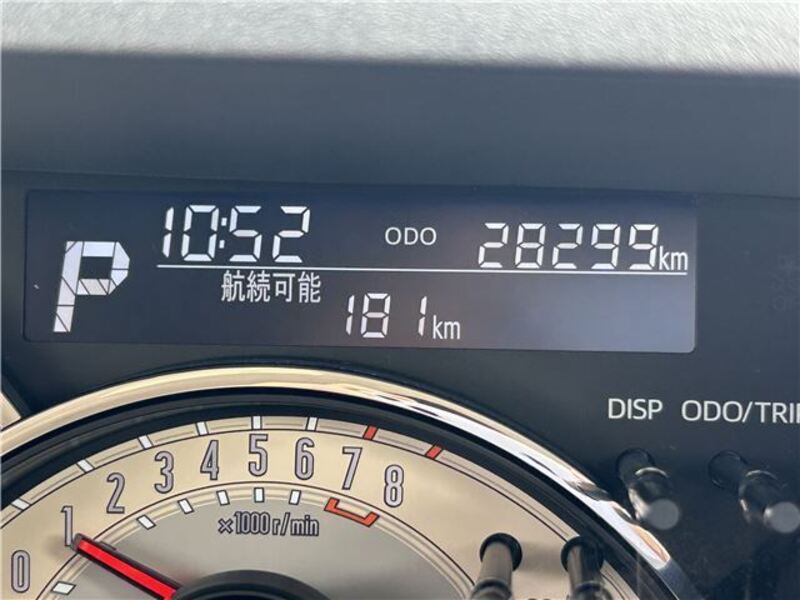 P 10:52 ODO 28299km
航続可能 181km
DISP ODO/TRIP
0 1 2 3 4 5 6 7 8
×1000r/min